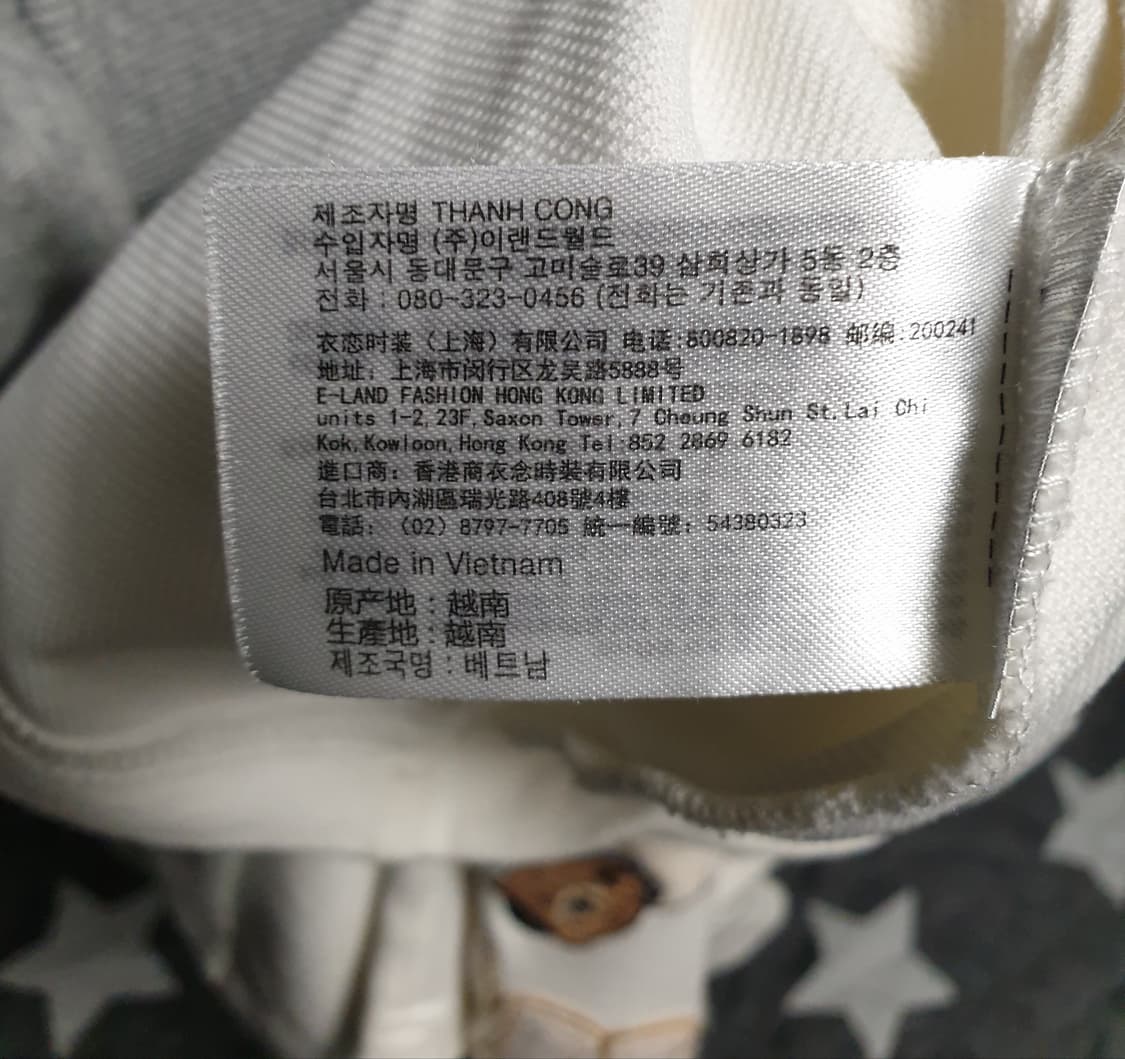 제조자명 THANH CONG
수입자명 (주)이랜드월드
서울시 동대문구 고미술로39 삼희상가 5동 2층
전화 : 080-323-0456 (전화는 기존과 동일)
衣恋时装（上海）有限公司 电话:800820-1898 邮编:200241
地址: 上海市闵行区龙吴路5888号
E-LAND FASHION HONG KONG LIMITED
units 1-2,23F,Saxon Tower,7 Cheung Shun St.Lai Chi
Kok,Kowloon,Hong Kong Tel:852 2869 6182
進口商: 香港商衣念時裝有限公司
台北市內湖區瑞光路408號4樓
電話: (02) 8797-7705 統一編號: 54380323
Made in Vietnam
原产地 : 越南
生產地 : 越南
제조국명 : 베트남